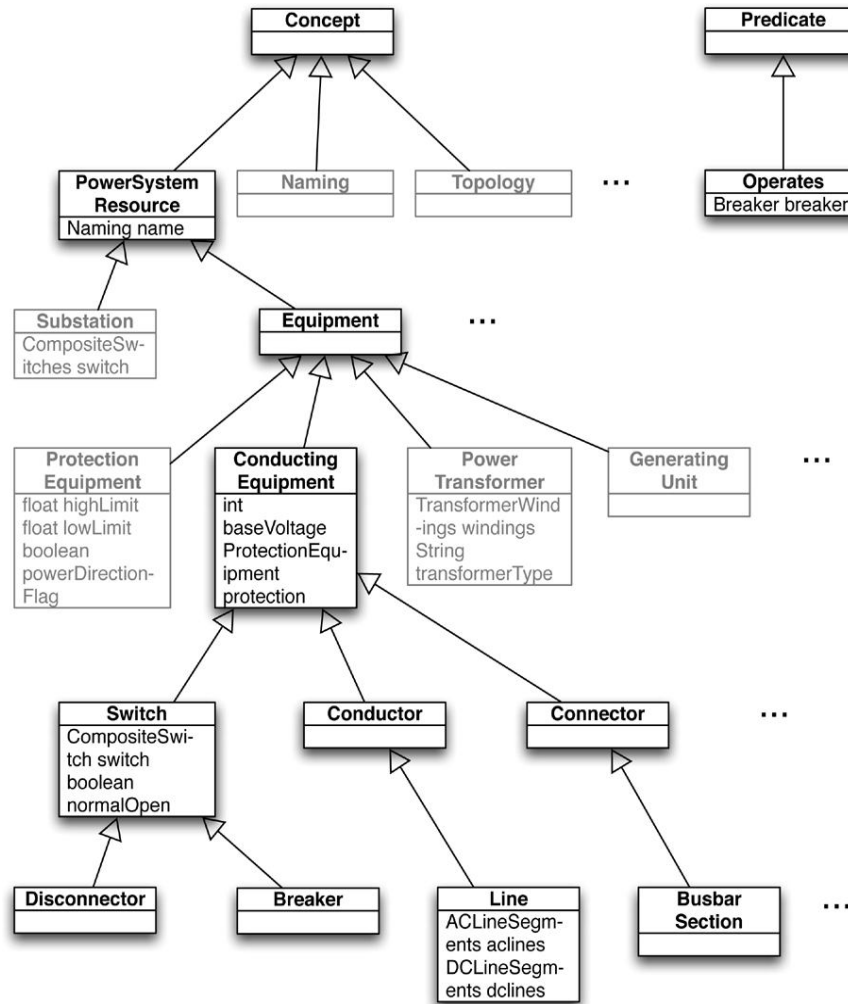 Concept
Predicate
PowerSystem
Resource
Naming name
Naming
Topology
...
Operates
Breaker breaker
Substation
CompositeSw-
itches switch
Equipment
...
Protection
Equipment
float highLimit
float lowLimit
boolean
powerDirection-
Flag
Conducting
Equipment
int
baseVoltage
ProtectionEqu-
ipment
protection
Power
Transformer
TransformerWind
-ings windings
String
transformerType
Generating
Unit
...
Switch
CompositeSwi-
tch switch
boolean
normalOpen
Conductor
Connector
...
Disconnector
Breaker
Line
ACLineSegm-
ents aclines
DCLineSegm-
ents dclines
Busbar
Section
...